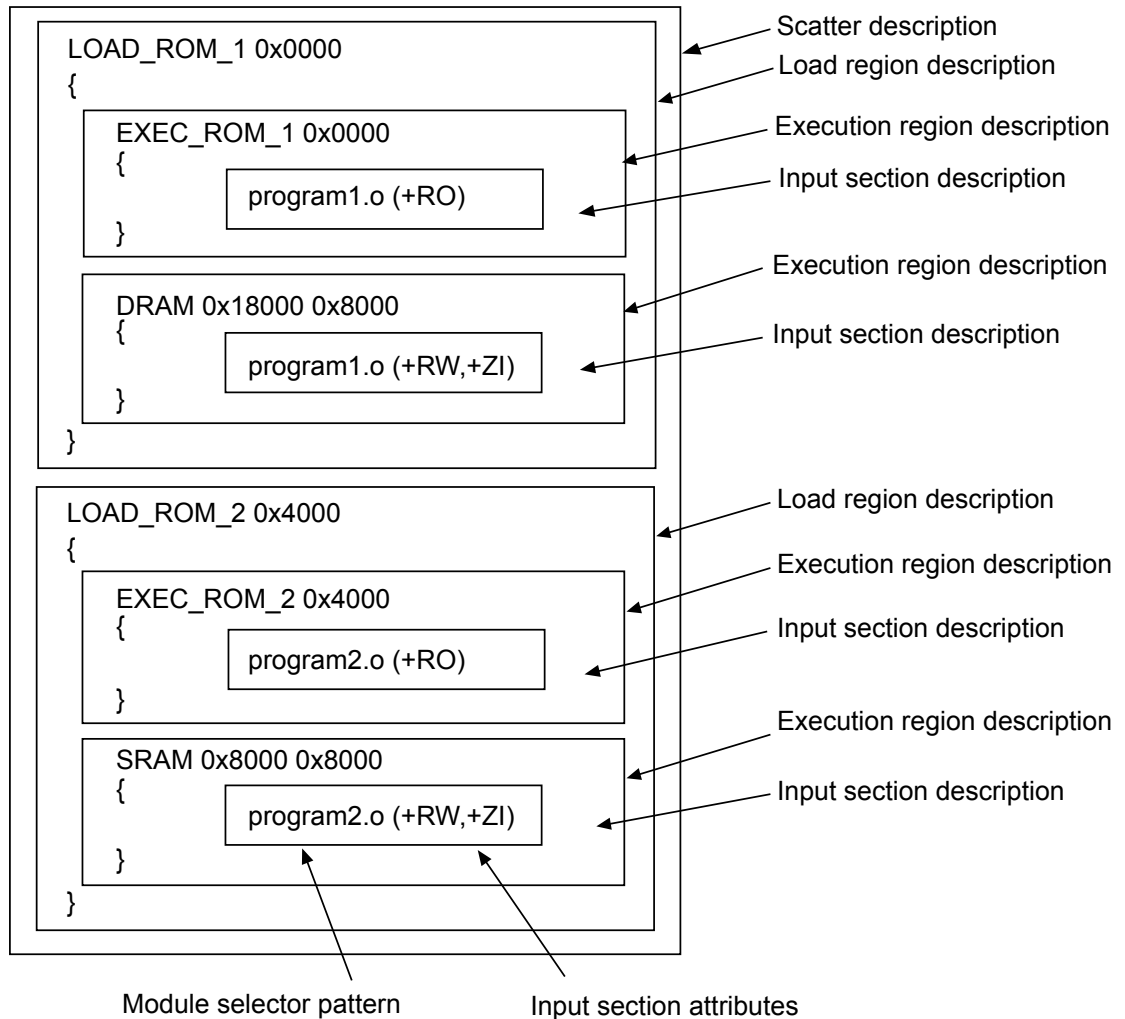 Scatter description
LOAD_ROM_1 0x0000
Load region description
{
EXEC_ROM_1 0x0000
Execution region description
{
program1.o (+RO)
Input section description
}
Execution region description
DRAM 0x18000 0x8000
{
Input section description
program1.o (+RW,+ZI)
}
}
LOAD_ROM_2 0x4000
Load region description
{
Execution region description
EXEC_ROM_2 0x4000
{
Input section description
program2.o (+RO)
}
Execution region description
SRAM 0x8000 0x8000
{
Input section description
program2.o (+RW,+ZI)
}
}
Module selector pattern
Input section attributes